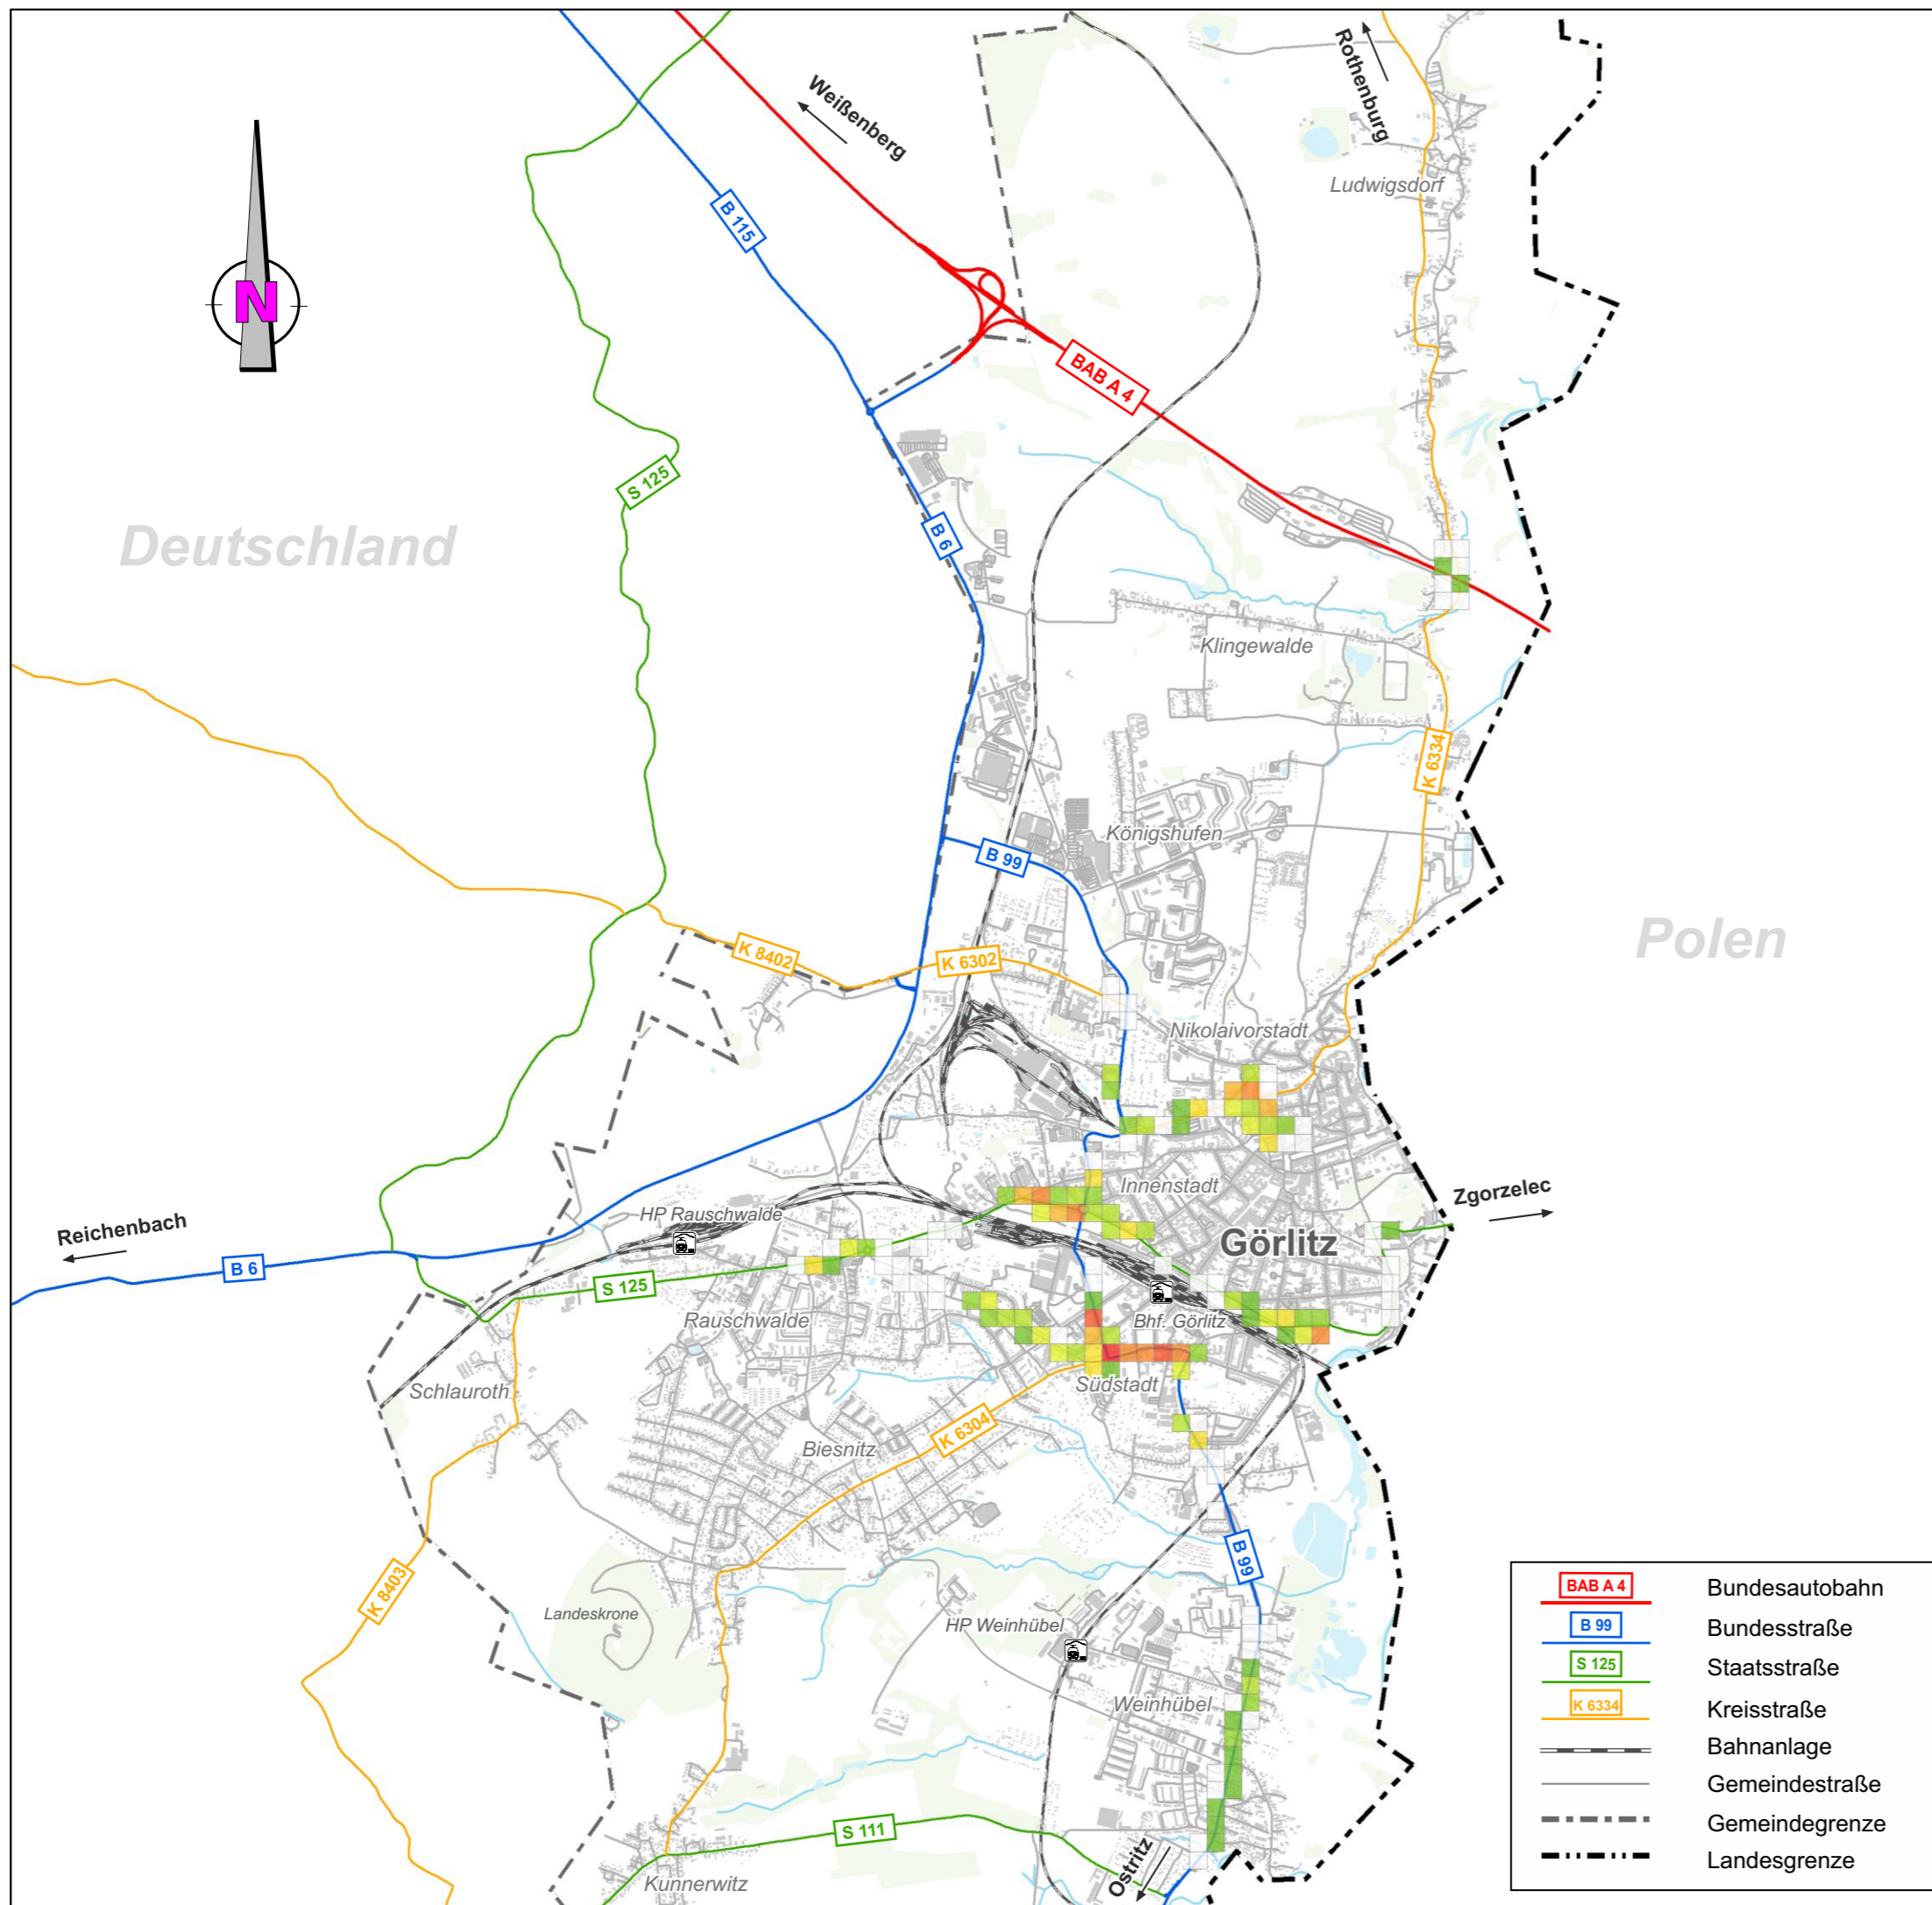 Rothenburg
Weißenberg
Ludwigsdorf
B 115
N
BAB A 4
S 125
Deutschland
B 6
Klingewalde
K 6334
Königshufen
B 99
Polen
K 8402
K 6302
Nikolaivorstadt
Innenstadt
Zgorzelec
Reichenbach
HP Rauschwalde
Görlitz
B 6
S 125
Rauschwalde
Bhf. Görlitz
Schlauroth
Südstadt
K 6304
Biesnitz
B 99
K 8403
Landeskrone
HP Weinhübel
Weinhübel
S 111
Ostritz
Kunnerwitz
BAB A 4 Bundesautobahn
B 99 Bundesstraße
S 125 Staatsstraße
K 6334 Kreisstraße
Bahnanlage
Gemeindestraße
Gemeindegrenze
Landesgrenze